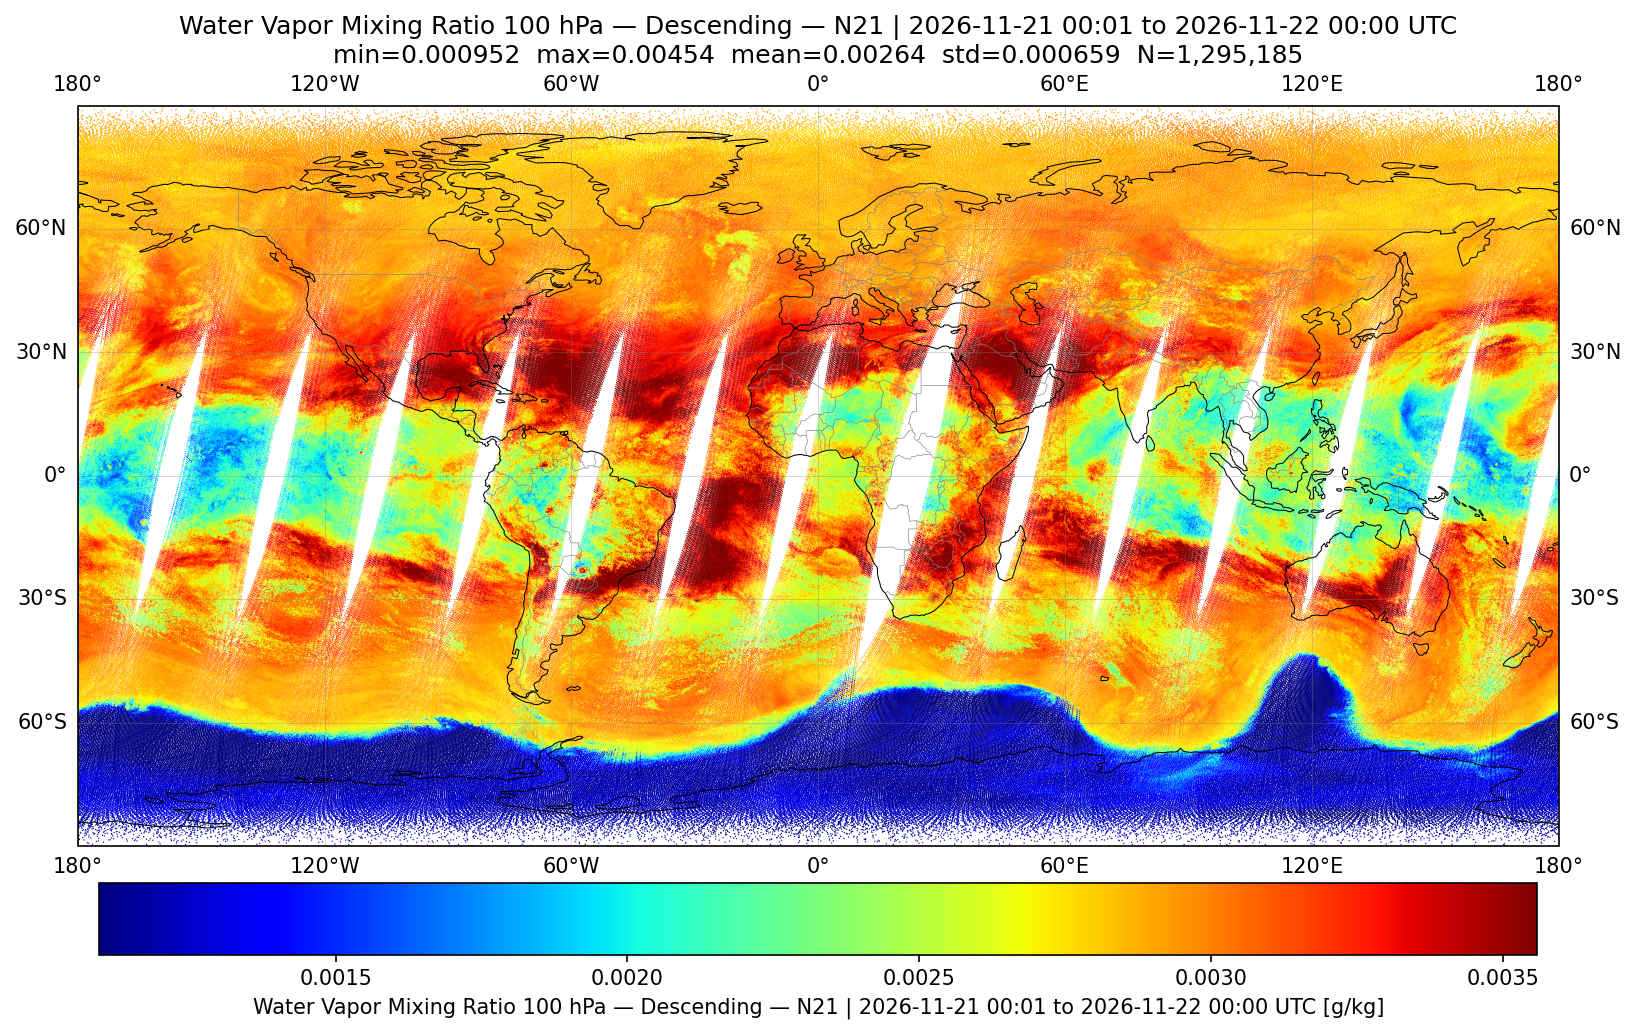 Water Vapor Mixing Ratio 100 hPa — Descending — N21 | 2026-11-21 00:01 to 2026-11-22 00:00 UTC
min=0.000952 max=0.00454 mean=0.00264 std=0.000659 N=1,295,185
180° 120°W 60°W 0° 60°E 120°E 180°
60°N 60°N
30°N 30°N
0° 0°
30°S 30°S
60°S 60°S
180° 120°W 60°W 0° 60°E 120°E 180°
0.0015 0.0020 0.0025 0.0030 0.0035
Water Vapor Mixing Ratio 100 hPa — Descending — N21 | 2026-11-21 00:01 to 2026-11-22 00:00 UTC [g/kg]